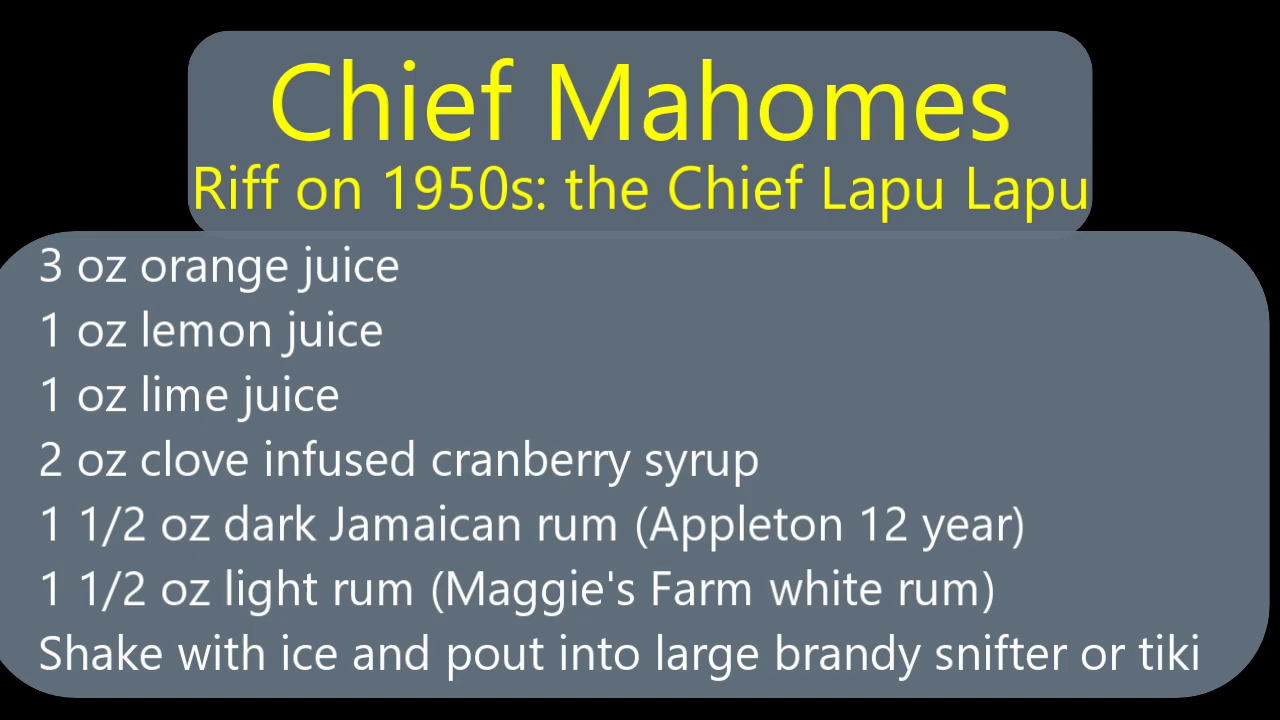 Chief Mahomes
Riff on 1950s: the Chief Lapu Lapu
3 oz orange juice
1 oz lemon juice
1 oz lime juice
2 oz clove infused cranberry syrup
1 1/2 oz dark Jamaican rum (Appleton 12 year)
1 1/2 oz light rum (Maggie's Farm white rum)
Shake with ice and pout into large brandy snifter or tiki